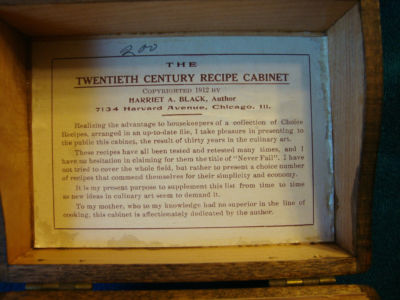 200
THE
TWENTIETH CENTURY RECIPE CABINET
COPYRIGHTED 1912 BY
HARRIET A. BLACK, Author
7134 Harvard Avenue, Chicago, Ill.
Realizing the advantage to housekeepers of a collection of Choice
Recipes, arranged in an up-to-date file, I take pleasure in presenting to
the public this cabinet, the result of thirty years in the culinary art.
These recipes have all been tested and retested many times, and I
have no hesitation in claiming for them the title of "Never Fail". I have
not tried to cover the whole field, but rather to present a choice number
of recipes that commend themselves for their simplicity and economy.
It is my present purpose to supplement this list from time to time
as new ideas in culinary art seem to demand it.
To my mother, who to my knowledge had no superior in the line of
cooking, this cabinet is affectionately dedicated by the author.